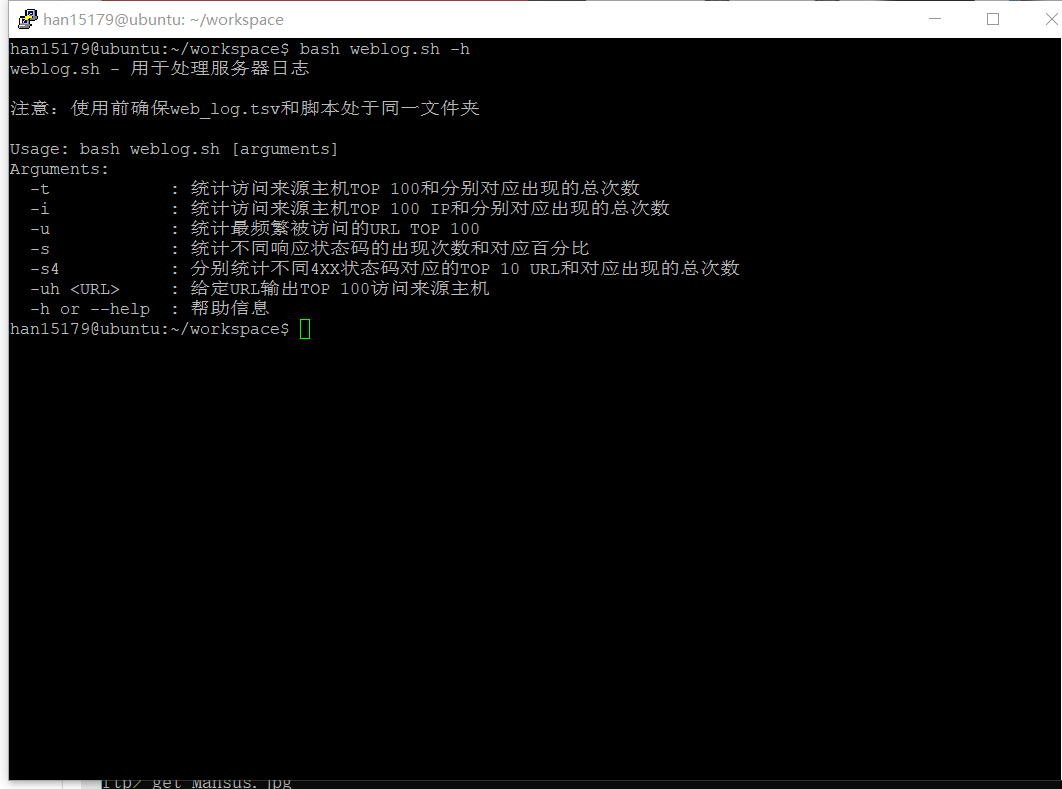 han15179@ubuntu: ~/workspace
han15179@ubuntu:~/workspace$ bash weblog.sh -h
weblog.sh - 用于处理服务器日志
注意：使用前确保web_log.tsv和脚本处于同一文件夹
Usage: bash weblog.sh [arguments]
Arguments:
-t : 统计访问来源主机TOP 100和分别对应出现的总次数
-i : 统计访问来源主机TOP 100 IP和分别对应出现的总次数
-u : 统计最频繁被访问的URL TOP 100
-s : 统计不同响应状态码的出现次数和对应百分比
-s4 : 分别统计不同4XX状态码对应的TOP 10 URL和对应出现的总次数
-uh <URL> : 给定URL输出TOP 100访问来源主机
-h or --help : 帮助信息
han15179@ubuntu:~/workspace$
ftp> get Mansus.jpg